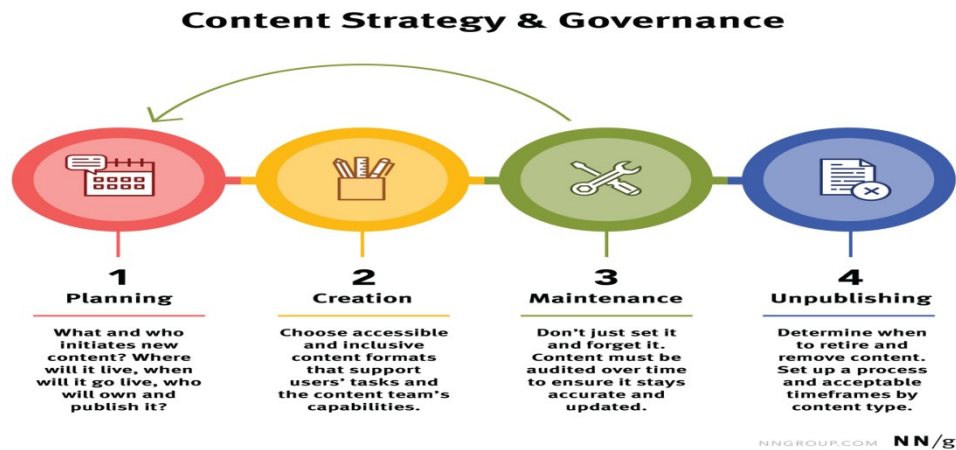 Content Strategy & Governance
1
Planning
What and who
initiates new
content? Where
will it live, when
will it go live, who
will own and
publish it?
2
Creation
Choose accessible
and inclusive
content formats
that support
users' tasks and
the content team's
capabilities.
3
Maintenance
Don't just set it
and forget it.
Content must be
audited over time
to ensure it stays
accurate and
updated.
4
Unpublishing
Determine when
to retire and
remove content.
Set up a process
and acceptable
timeframes by
content type.
NNGROUP.COM NN/g